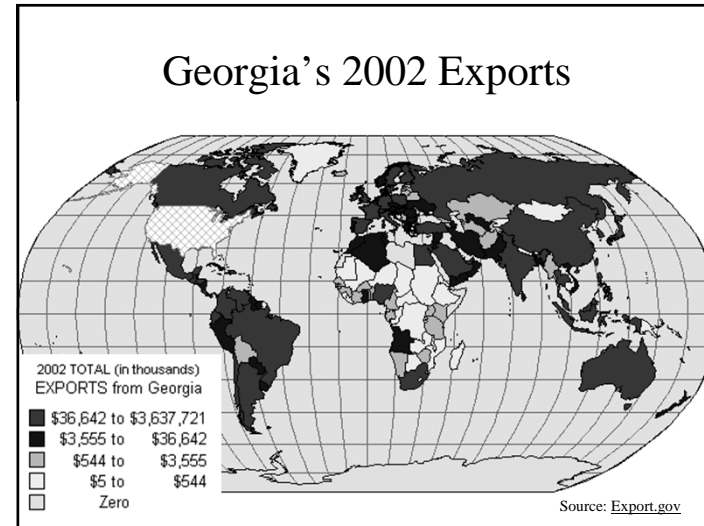 Georgia's 2002 Exports
2002 TOTAL (in thousands)
EXPORTS from Georgia
$36,642 to $3,637,721
$3,555 to $36,642
$544 to $3,555
$5 to $544
Zero
Source: Export.gov